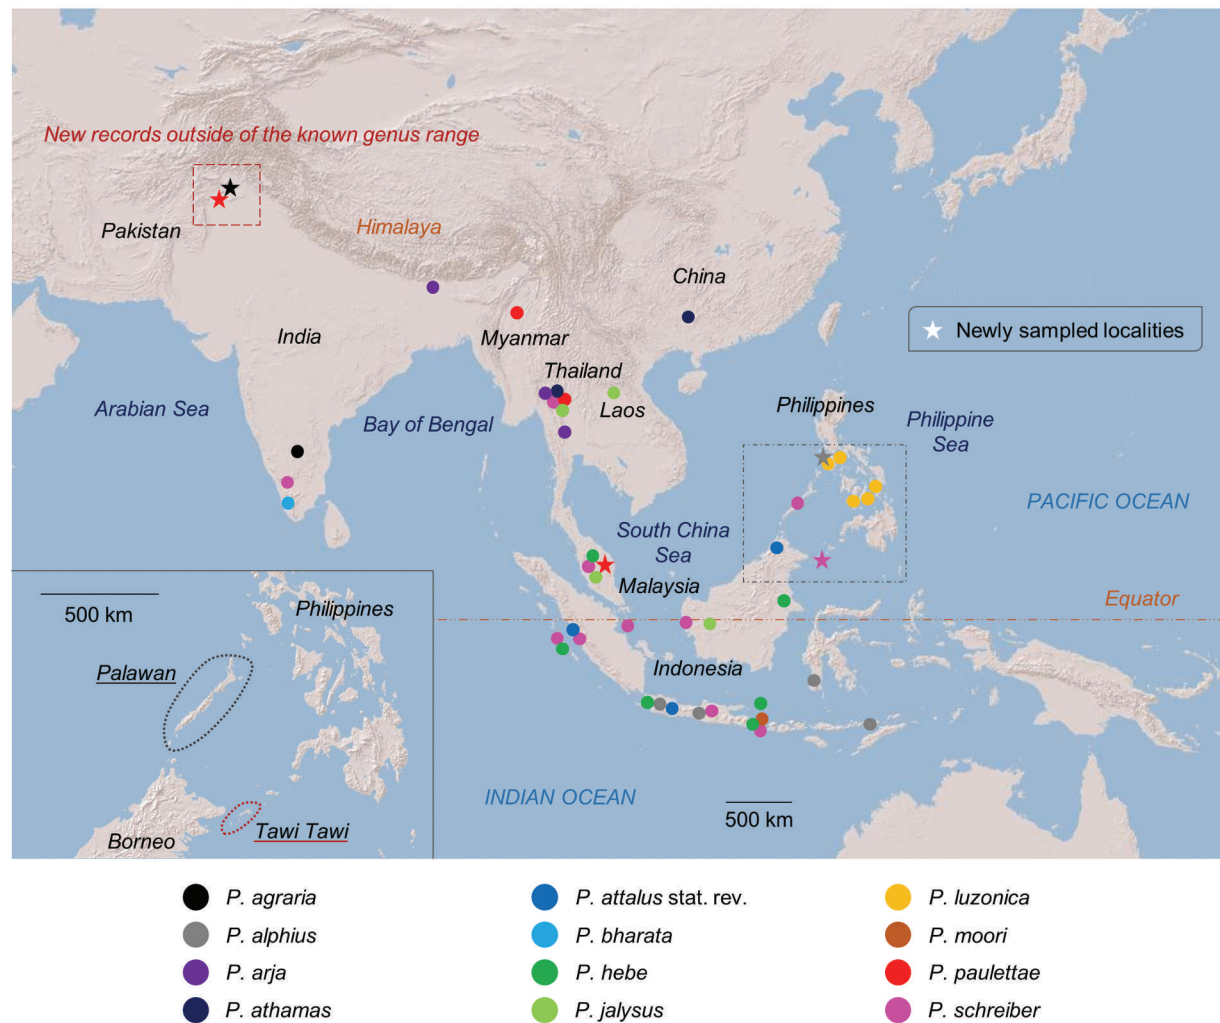 New records outside of the known genus range
Pakistan
Himalaya
China
India
Myanmar
Newly sampled localities
Thailand
Laos
Arabian Sea
Bay of Bengal
Philippines
Philippine
Sea
PACIFIC OCEAN
South China
Sea
Malaysia
Equator
500 km
Philippines
Palawan
Indonesia
INDIAN OCEAN
500 km
Borneo
Tawi Tawi
P. agraria
P. alphius
P. arja
P. athamas
P. attalus stat. rev.
P. bharata
P. hebe
P. jalysus
P. luzonica
P. moori
P. paulettae
P. schreiber